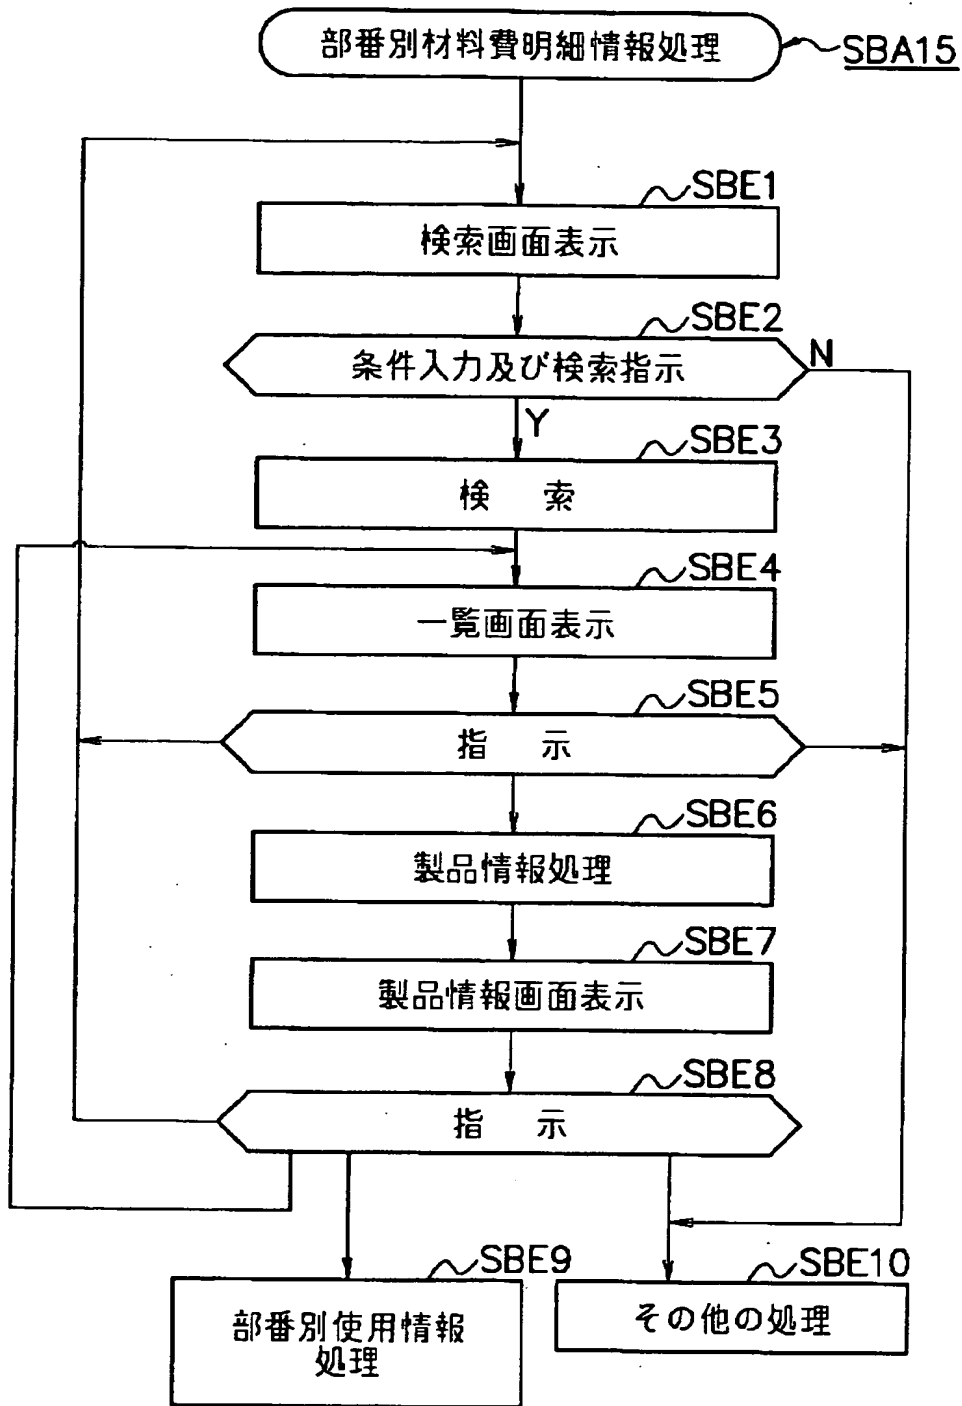 部番別材料費明細情報処理
SBA15
SBE1
検索画面表示
SBE2
条件入力及び検索指示
N
Y
SBE3
検 索
SBE4
一覧画面表示
SBE5
指 示
SBE6
製品情報処理
SBE7
製品情報画面表示
SBE8
指 示
SBE9
部番別使用情報
処理
SBE10
その他の処理